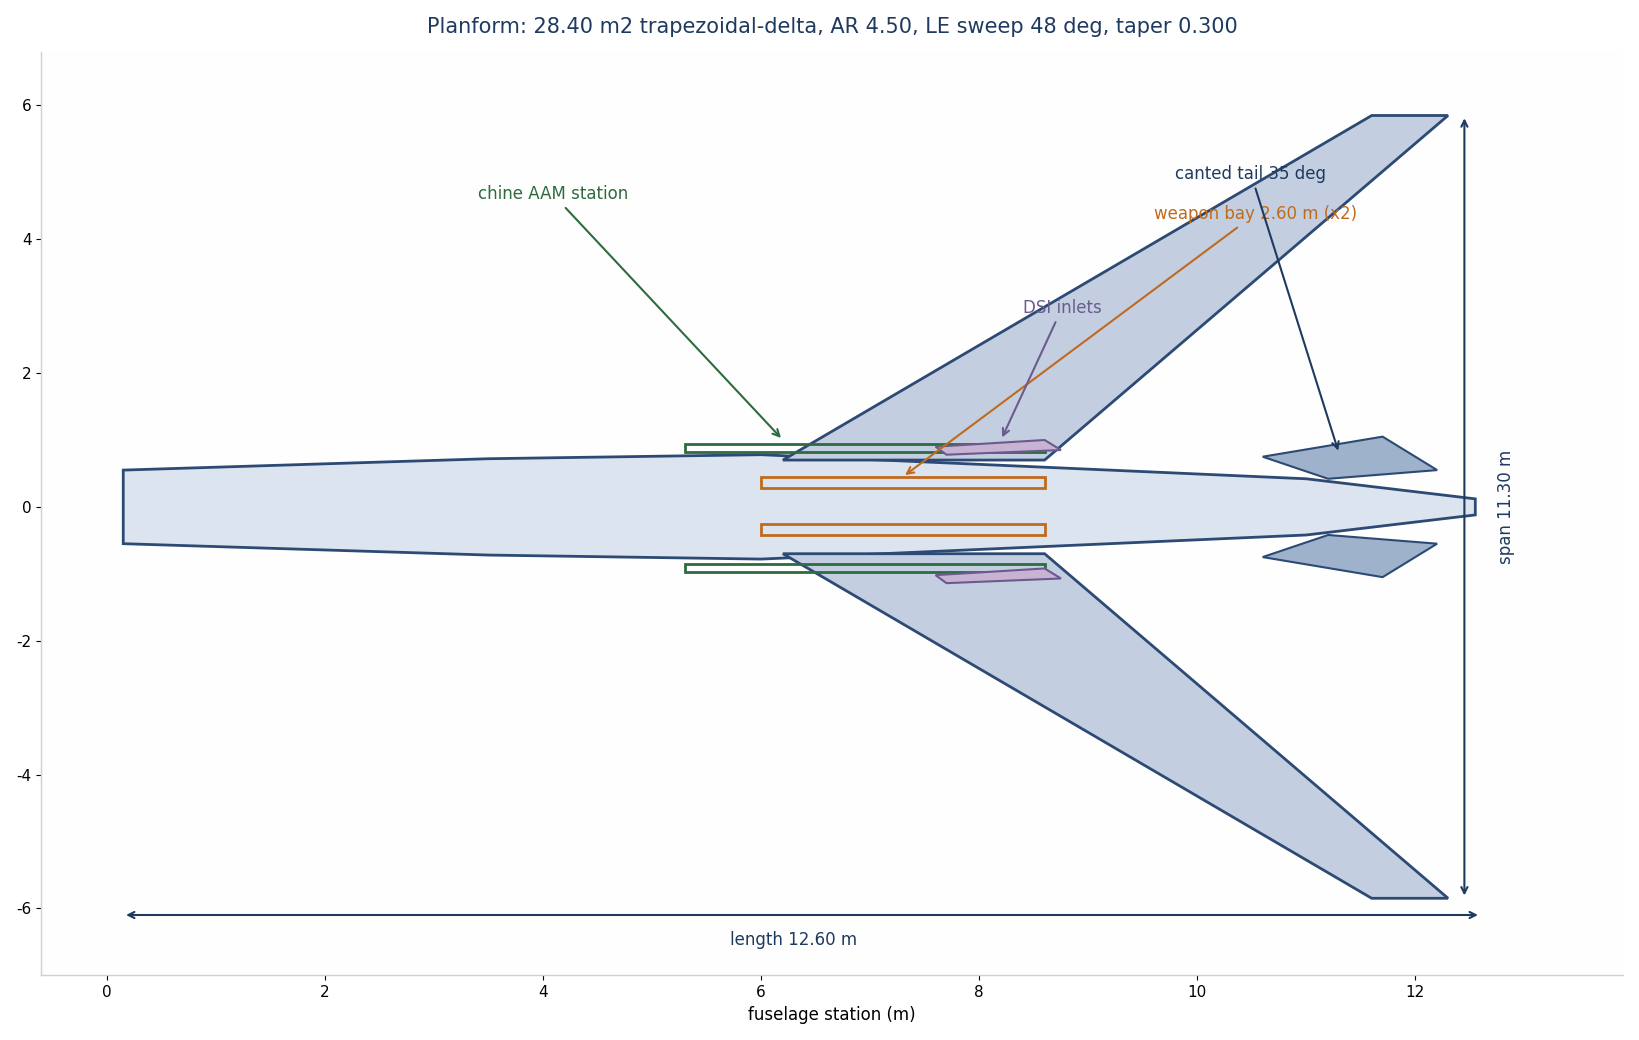 Planform: 28.40 m2 trapezoidal-delta, AR 4.50, LE sweep 48 deg, taper 0.300
6
4
2
0
-2
-4
-6
chine AAM station
canted tail 35 deg
weapon bay 2.60 m (x2)
DSI inlets
span 11.30 m
length 12.60 m
0 2 4 6 8 10 12
fuselage station (m)